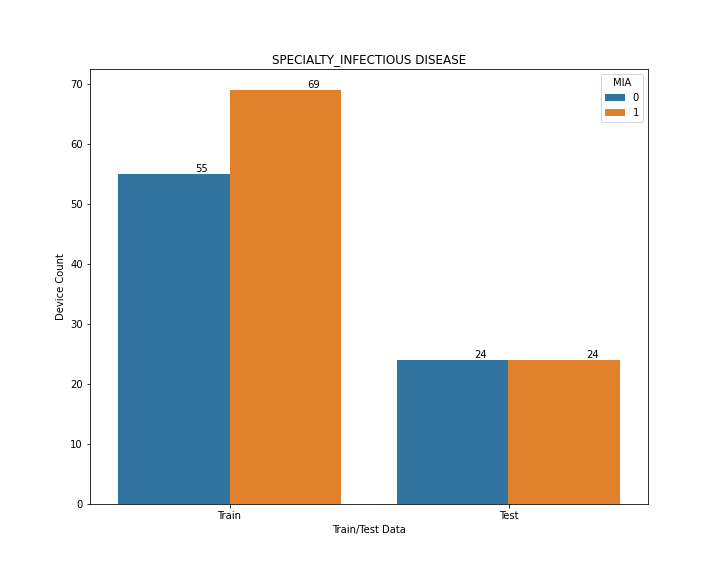 SPECIALTY_INFECTIOUS DISEASE
MIA
0
1
70
60
50
40
30
20
10
0
Device Count
55
69
24
24
Train
Test
Train/Test Data